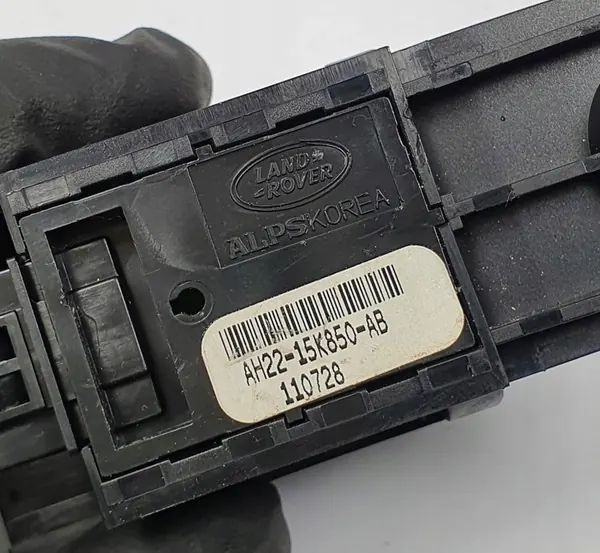 LAND
ROVER
ALPSKOREA
AH22-15K850-AB
110728